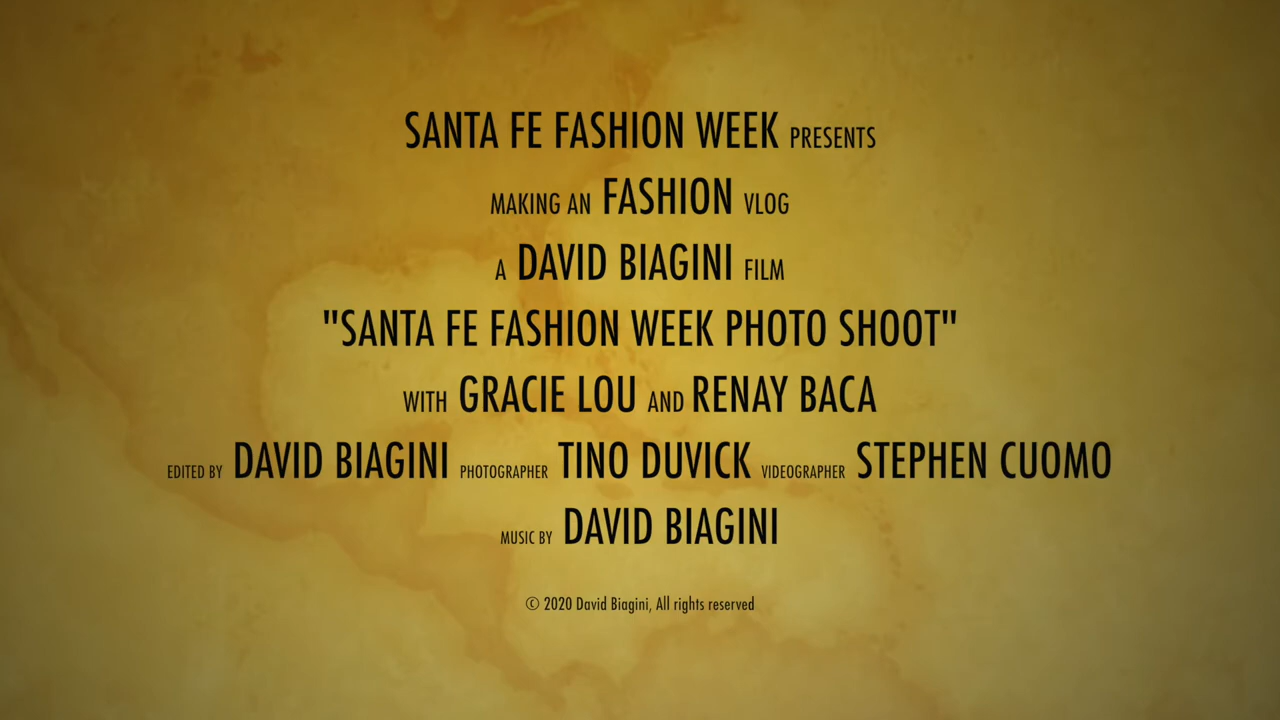 SANTA FE FASHION WEEK PRESENTS
MAKING AN FASHION VLOG
A DAVID BIAGINI FILM
"SANTA FE FASHION WEEK PHOTO SHOOT"
WITH GRACIE LOU AND RENAY BACA
EDITED BY DAVID BIAGINI PHOTOGRAPHER TINO DUVICK VIDEOGRAPHER STEPHEN CUOMO
MUSIC BY DAVID BIAGINI
© 2020 David Biagini, All rights reserved